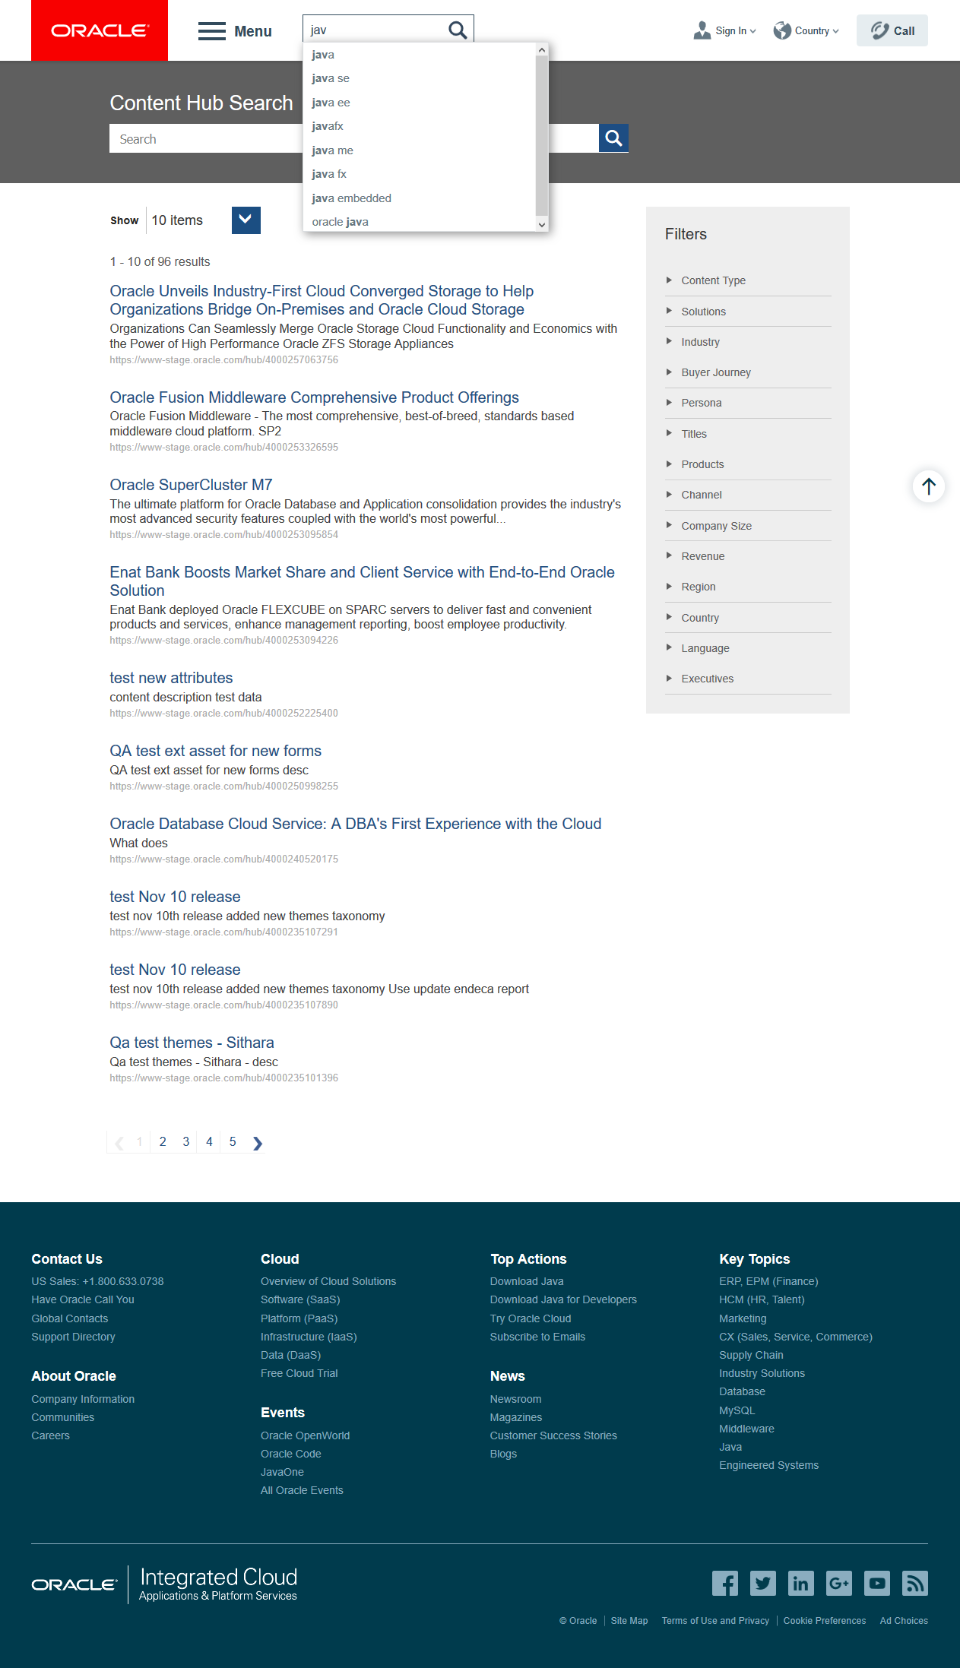 ORACLE
Menu
jav
Sign In
Country
Call
java
java se
java ee
javafx
java me
java fx
java embedded
oracle java
Content Hub Search
Search
Show
10 items
1 - 10 of 96 results
Oracle Unveils Industry-First Cloud Converged Storage to Help
Organizations Bridge On-Premises and Oracle Cloud Storage
Organizations Can Seamlessly Merge Oracle Storage Cloud Functionality and Economics with
the Power of High Performance Oracle ZFS Storage Appliances
https://www-stage.oracle.com/hub/4000257063756
Oracle Fusion Middleware Comprehensive Product Offerings
Oracle Fusion Middleware - The most comprehensive, best-of-breed, standards based
middleware cloud platform. SP2
https://www-stage.oracle.com/hub/4000253326595
Oracle SuperCluster M7
The ultimate platform for Oracle Database and Application consolidation provides the industry's
most advanced security features coupled with the world's most powerful...
https://www-stage.oracle.com/hub/4000253095854
Enat Bank Boosts Market Share and Client Service with End-to-End Oracle
Solution
Enat Bank deployed Oracle FLEXCUBE on SPARC servers to deliver fast and convenient
products and services, enhance management reporting, boost employee productivity.
https://www-stage.oracle.com/hub/4000253094226
test new attributes
content description test data
https://www-stage.oracle.com/hub/4000252225400
QA test ext asset for new forms
QA test ext asset for new forms desc
https://www-stage.oracle.com/hub/4000250998255
Oracle Database Cloud Service: A DBA's First Experience with the Cloud
What does
https://www-stage.oracle.com/hub/4000240520175
test Nov 10 release
test nov 10th release added new themes taxonomy
https://www-stage.oracle.com/hub/4000235107291
test Nov 10 release
test nov 10th release added new themes taxonomy Use update endeca report
https://www-stage.oracle.com/hub/4000235107890
Qa test themes - Sithara
Qa test themes - Sithara - desc
https://www-stage.oracle.com/hub/4000235101396
1 2 3 4 5
Filters
Content Type
Solutions
Industry
Buyer Journey
Persona
Titles
Products
Channel
Company Size
Revenue
Region
Country
Language
Executives
Contact Us
US Sales: +1.800.633.0738
Have Oracle Call You
Global Contacts
Support Directory
About Oracle
Company Information
Communities
Careers
Cloud
Overview of Cloud Solutions
Software (SaaS)
Platform (PaaS)
Infrastructure (IaaS)
Data (DaaS)
Free Cloud Trial
Events
Oracle OpenWorld
Oracle Code
JavaOne
All Oracle Events
Top Actions
Download Java
Download Java for Developers
Try Oracle Cloud
Subscribe to Emails
News
Newsroom
Magazines
Customer Success Stories
Blogs
Key Topics
ERP, EPM (Finance)
HCM (HR, Talent)
Marketing
CX (Sales, Service, Commerce)
Supply Chain
Industry Solutions
Database
MySQL
Middleware
Java
Engineered Systems
ORACLE
Integrated Cloud
Applications & Platform Services
© Oracle
Site Map
Terms of Use and Privacy
Cookie Preferences
Ad Choices